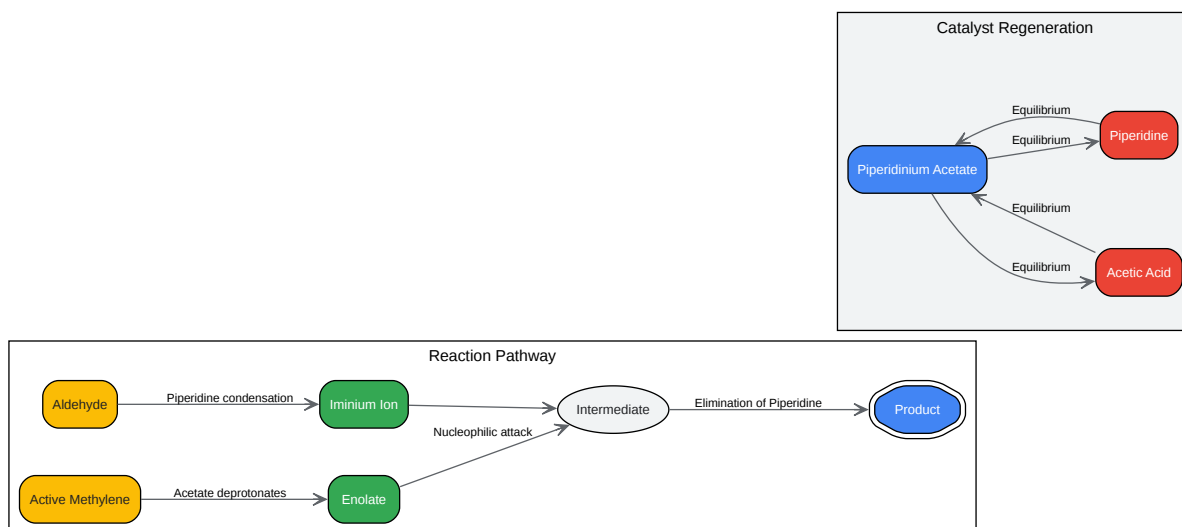 Catalyst Regeneration
Equilibrium
Piperidine
Equilibrium
Piperidinium Acetate
Equilibrium
Equilibrium
Acetic Acid
Reaction Pathway
Aldehyde
Piperidine condensation
Iminium Ion
Intermediate
Elimination of Piperidine
Product
Nucleophilic attack
Active Methylene
Acetate deprotonates
Enolate